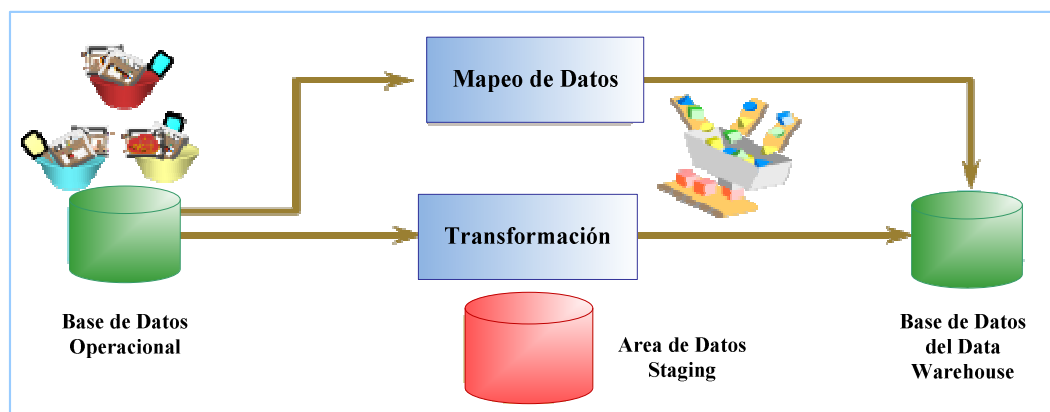 Mapeo de Datos
Transformación
Base de Datos
Operacional
Area de Datos
Staging
Base de Datos
del Data
Warehouse